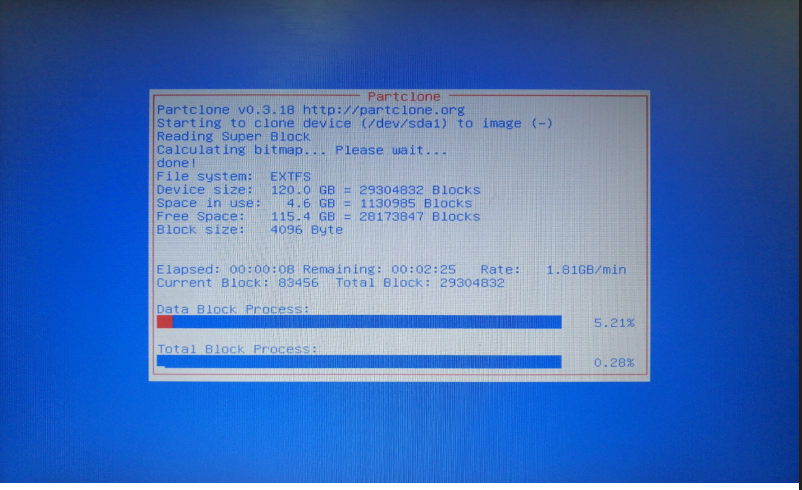 Partclone
Partclone v0.3.18 http://partclone.org
Starting to clone device (/dev/sda1) to image (-)
Reading Super Block
Calculating bitmap... Please wait...
done!
File system:  EXTFS
Device size:  120.0 GB = 29304832 Blocks
Space in use:   4.6 GB = 1130985 Blocks
Free Space:   115.4 GB = 28173847 Blocks
Block size:   4096 Byte
Elapsed: 00:00:08 Remaining: 00:02:25   Rate:   1.81GB/min
Current Block: 83456  Total Block: 29304832
Data Block Process:
5.21%
Total Block Process:
0.28%